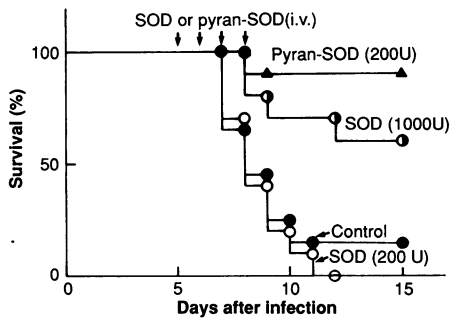 SOD or pyran-SOD(i.v.)
100
Pyran-SOD (200U)
SOD (1000U)
Survival (%)
50
Control
SOD (200 U)
0
0
5
10
15
Days after infection